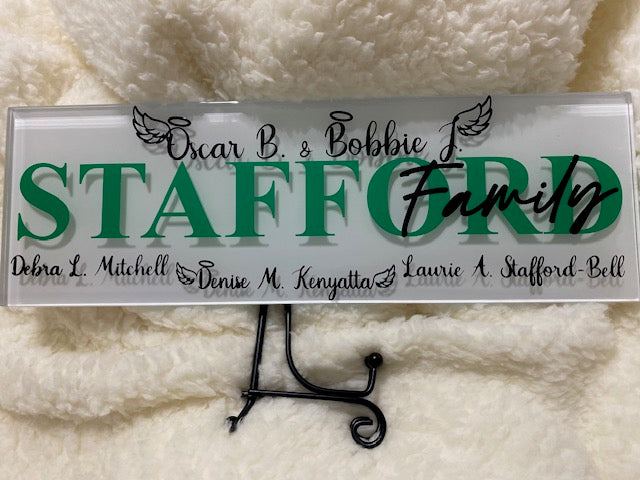 Oscar B. & Bobbie J.
STAFFORD
Family
Debra L. Mitchell Denise M. Kenyatta Laurie A. Stafford-Bell